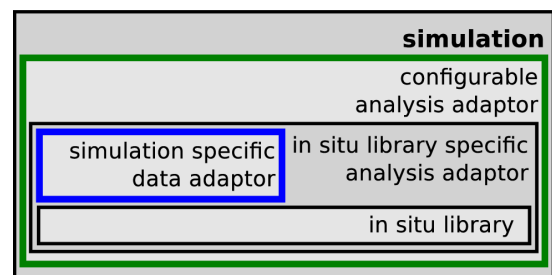 simulation
configurable
analysis adaptor
simulation specific
data adaptor
in situ library specific
analysis adaptor
in situ library